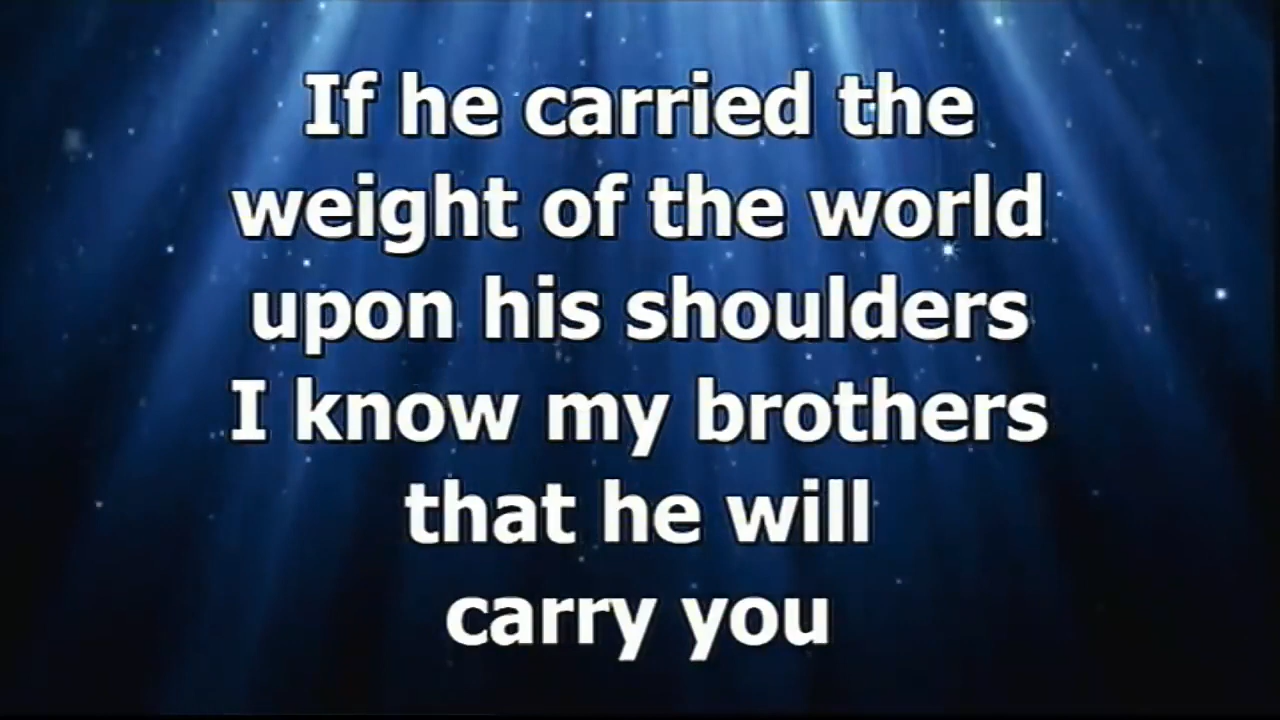 If he carried the
weight of the world
upon his shoulders
I know my brothers
that he will
carry you